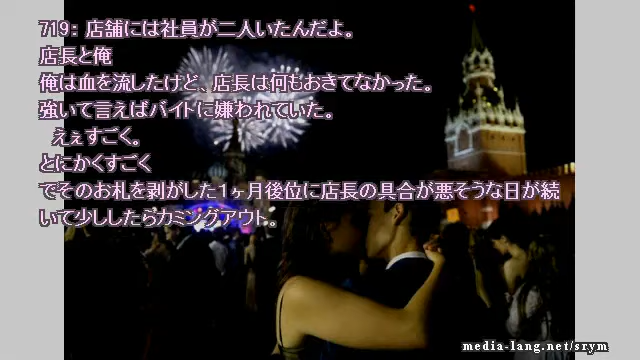 719: 店舗には社員が二人いたんだよ。
店長と俺
俺は血を流したけど、店長は何もおきてなかった。
強いて言えばバイトに嫌われていた。
えぇすごく。
とにかくすごく
でそのお札を剥がした1ヶ月後位に店長の具合が悪そうな日が続
いて少ししたらカミングアウト。
media-lang.net/srym